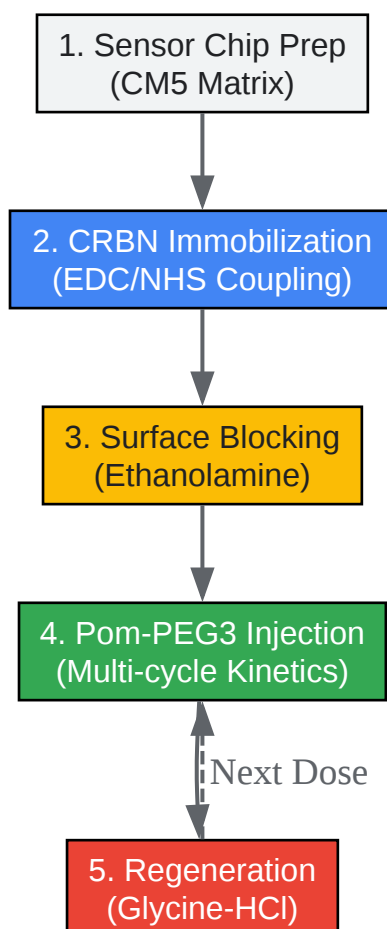 1. Sensor Chip Prep
(CM5 Matrix)
2. CRBN Immobilization
(EDC/NHS Coupling)
3. Surface Blocking
(Ethanolamine)
4. Pom-PEG3 Injection
(Multi-cycle Kinetics)
Next Dose
5. Regeneration
(Glycine-HCl)